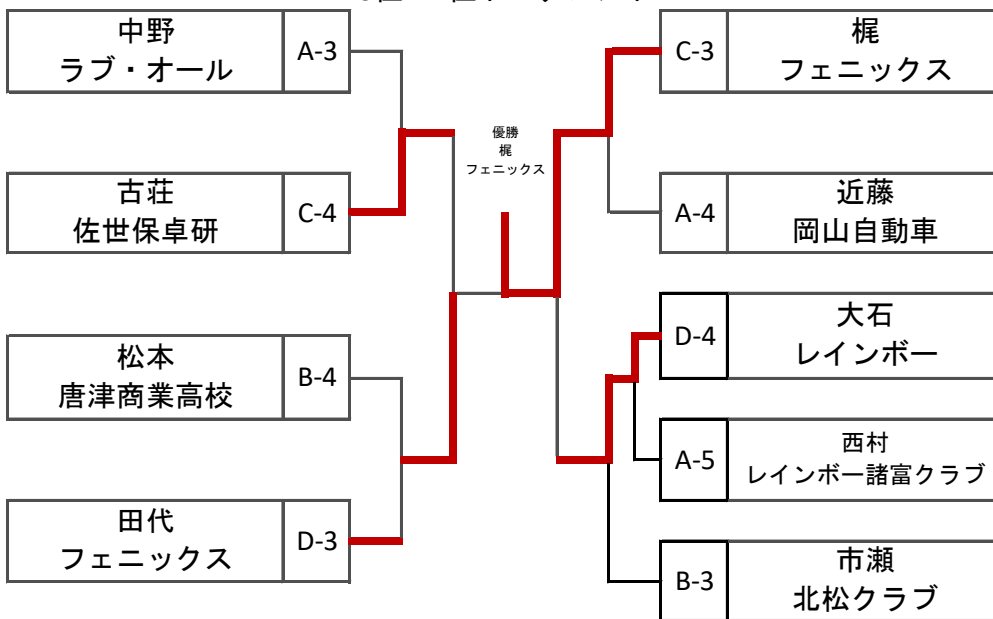 中野
ラブ・オール
A-3
古荘
佐世保卓研
C-4
松本
唐津商業高校
B-4
田代
フェニックス
D-3
優勝
梶
フェニックス
C-3
梶
フェニックス
A-4
近藤
岡山自動車
D-4
大石
レインボー
A-5
西村
レインボー諸富クラブ
B-3
市瀬
北松クラブ